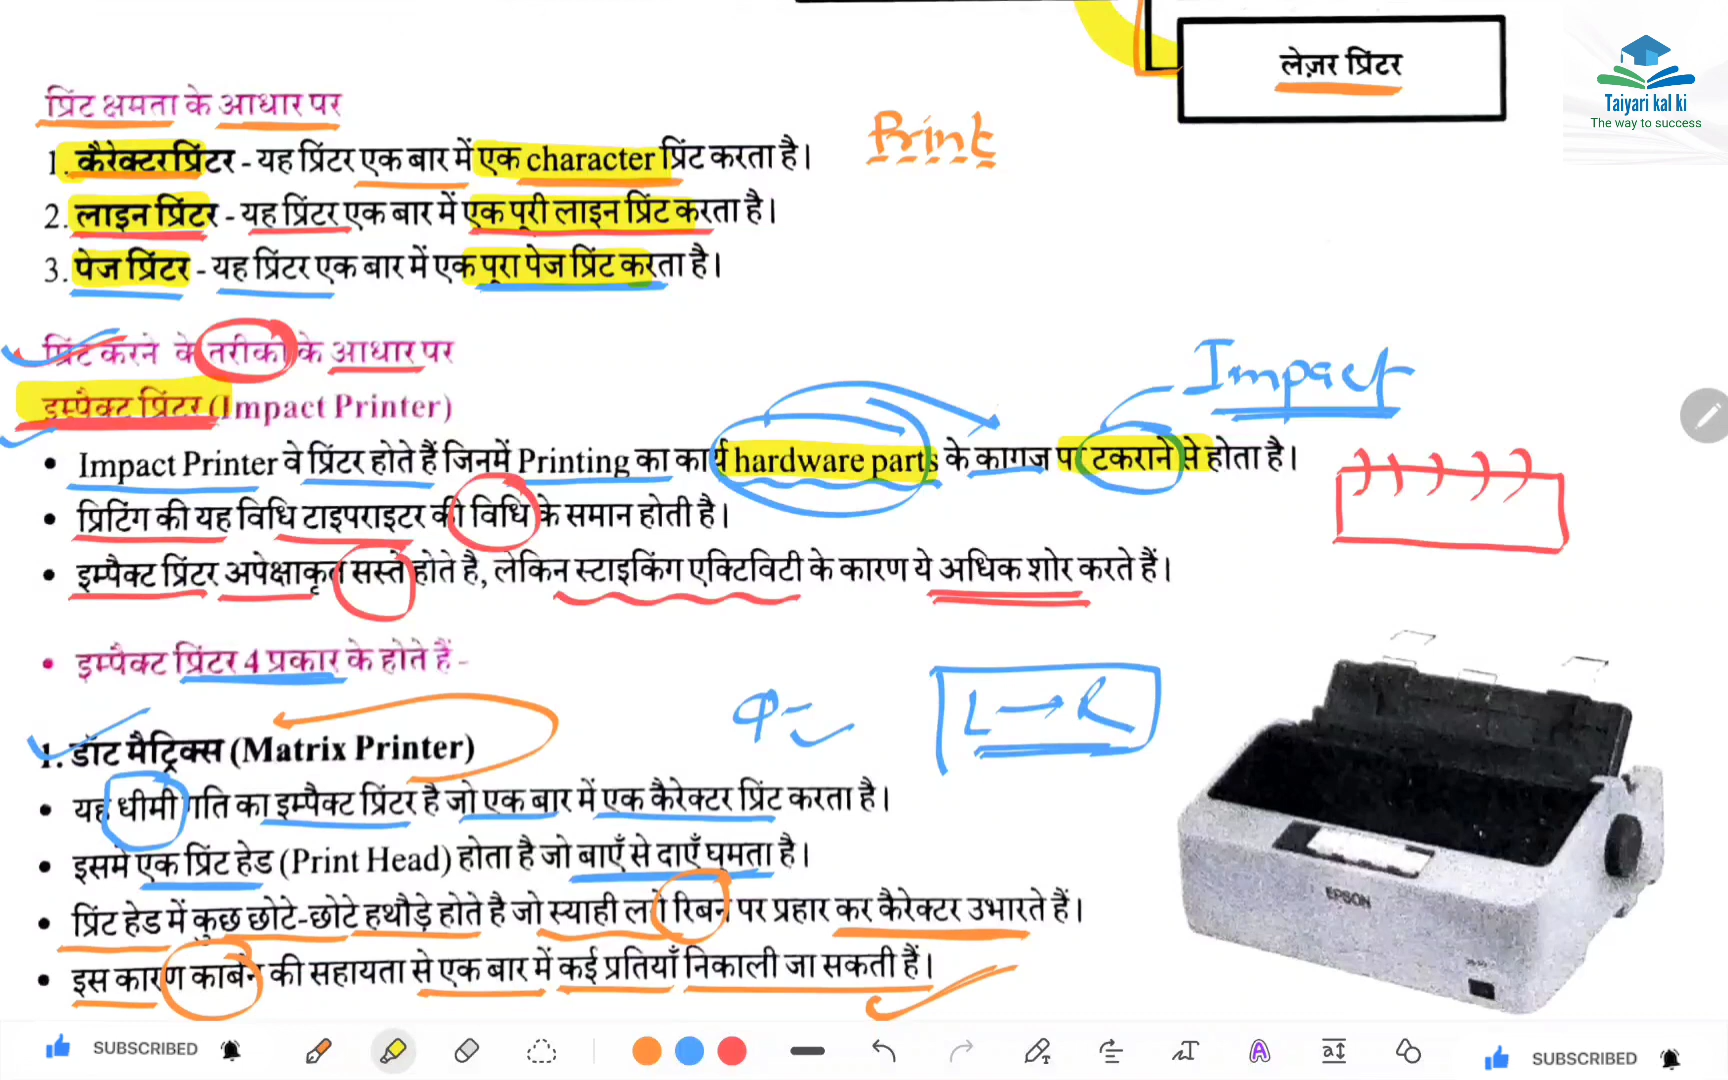 लेज़र प्रिंटर
Taiyari kal ki
The way to success
प्रिंट क्षमता के आधार पर
Print
1. कैरेक्टर प्रिंटर - यह प्रिंटर एक बार में एक character प्रिंट करता है।
2. लाइन प्रिंटर - यह प्रिंटर एक बार में एक पूरी लाइन प्रिंट करता है।
3. पेज प्रिंटर - यह प्रिंटर एक बार में एक पूरा पेज प्रिंट करता है।
प्रिंट करने के तरीको के आधार पर
Impact
इम्पैक्ट प्रिंटर (Impact Printer)
• Impact Printer वे प्रिंटर होते हैं जिनमें Printing का कार्य hardware parts के कागज पर टकराने से होता है।
• प्रिटिंग की यह विधि टाइपराइटर की विधि के समान होती है।
• इम्पैक्ट प्रिंटर अपेक्षाकृत सस्ते होते है, लेकिन स्टाइकिंग एक्टिविटी के कारण ये अधिक शोर करते हैं।
• इम्पैक्ट प्रिंटर 4 प्रकार के होते हैं -
L → R
1. डॉट मैट्रिक्स (Matrix Printer)
• यह धीमी गति का इम्पैक्ट प्रिंटर है जो एक बार में एक कैरेक्टर प्रिंट करता है।
• इसमे एक प्रिंट हेड (Print Head) होता है जो बाएँ से दाएँ घूमता है।
EPSON
• प्रिंट हेड में कुछ छोटे-छोटे हथौड़े होते है जो स्याही लगे रिबन पर प्रहार कर कैरेक्टर उभारते हैं।
• इस कारण कार्बन की सहायता से एक बार में कई प्रतियाँ निकाली जा सकती हैं।
SUBSCRIBED
SUBSCRIBED